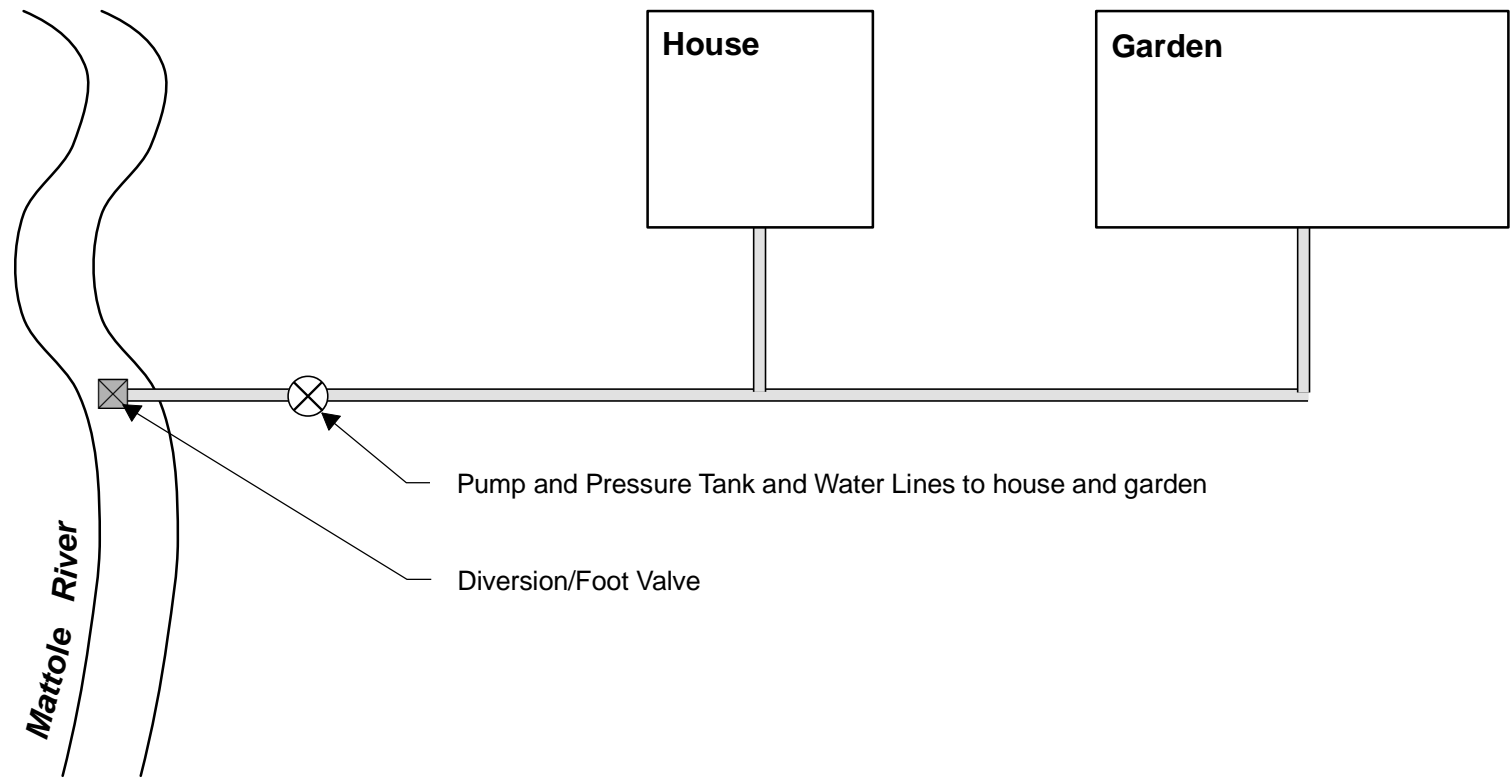 House
Garden
Pump and Pressure Tank and Water Lines to house and garden
Diversion/Foot Valve
Mattole River